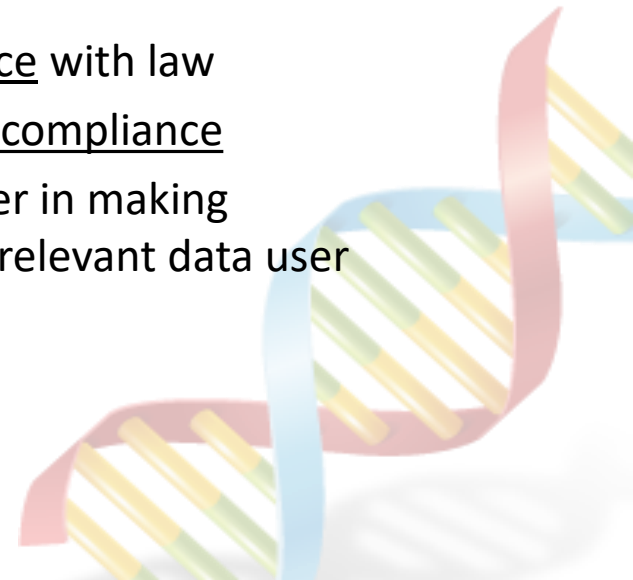 ce with law
compliance
er in making
relevant data user